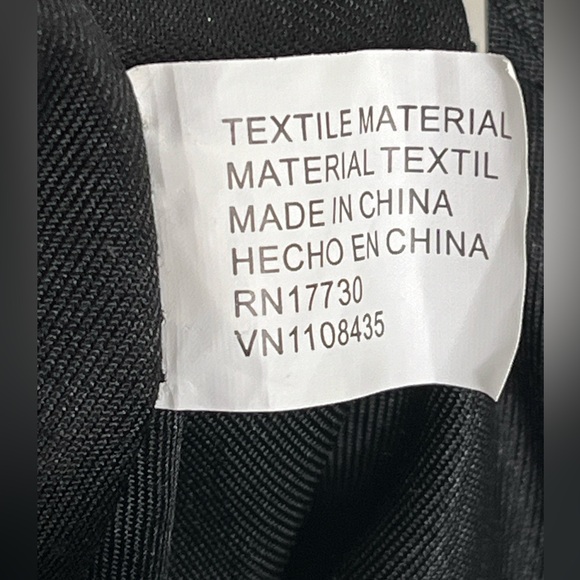 TEXTILE MATERIAL
MATERIAL TEXTIL
MADE IN CHINA
HECHO EN CHINA
RN17730
VN1108435